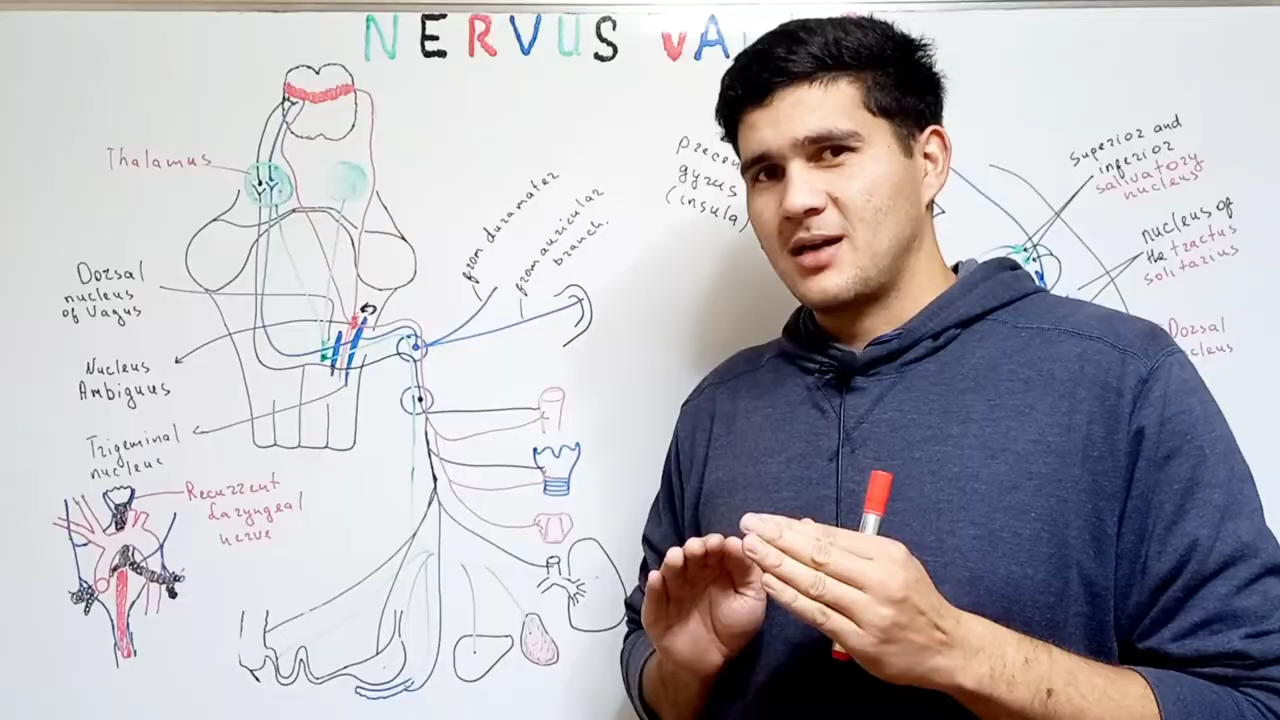 NERVUS VA
Thalamus
Dorsal
nucleus
of Vagus
Nucleus
Ambiguus
Trigeminal
nucleus
Recurrent
Laryngeal
nerve
from duramater
from auricular
branch.
gyrus
(insula)
Superior and
inferior
salivatory
nucleus
nucleus of
the tractus
solitarius
Dorsal